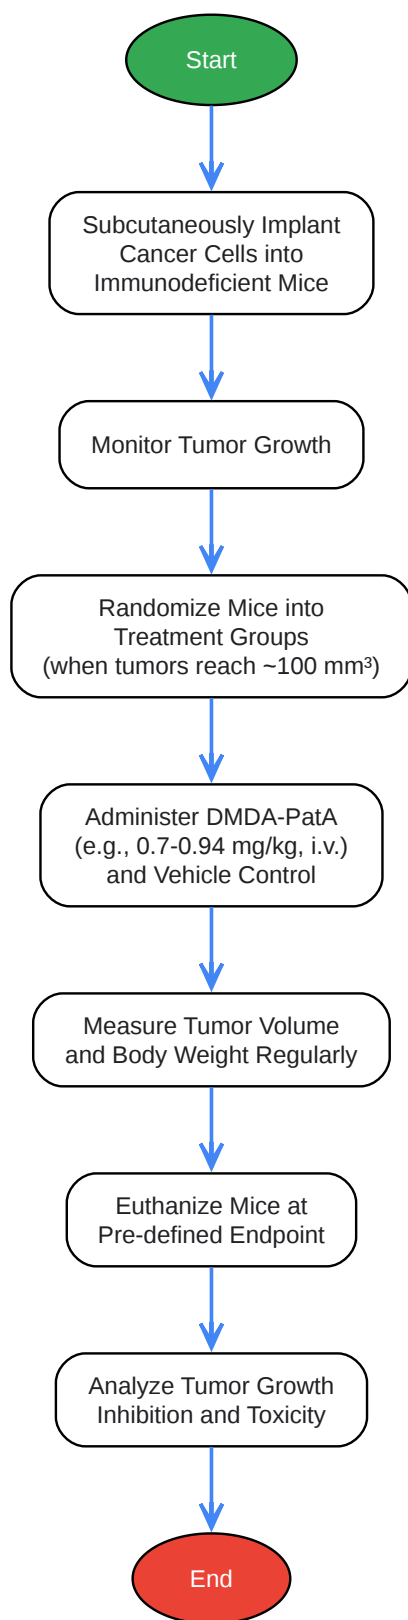 Start
Subcutaneously Implant
Cancer Cells into
Immunodeficient Mice
Monitor Tumor Growth
Randomize Mice into
Treatment Groups
(when tumors reach ~100 mm³)
Administer DMDA-PatA
(e.g., 0.7-0.94 mg/kg, i.v.)
and Vehicle Control
Measure Tumor Volume
and Body Weight Regularly
Euthanize Mice at
Pre-defined Endpoint
Analyze Tumor Growth
Inhibition and Toxicity
End